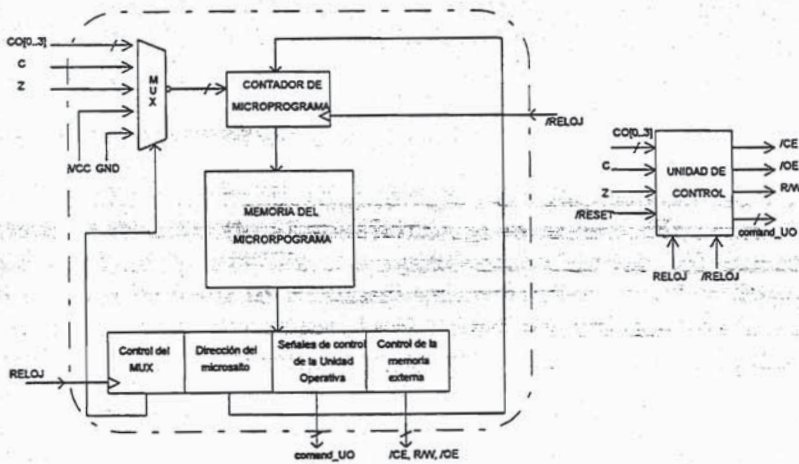 CO[0..3]
C
Z
VCC GND
MUX
CONTADOR DE
MICROPROGRAMA
/RELOJ
MEMORIA DEL
MICRORPOGRAMA
RELOJ
Control del
MUX
Dirección del
microsalto
Señales de control
de la Unidad
Operativa
Control de la
memoria
externa
comand_UO
/CE, R/W, /OE
CO[0..3]
C
Z
/RESET
UNIDAD DE
CONTROL
/CE
/OE
R/W
comand_UO
RELOJ
/RELOJ